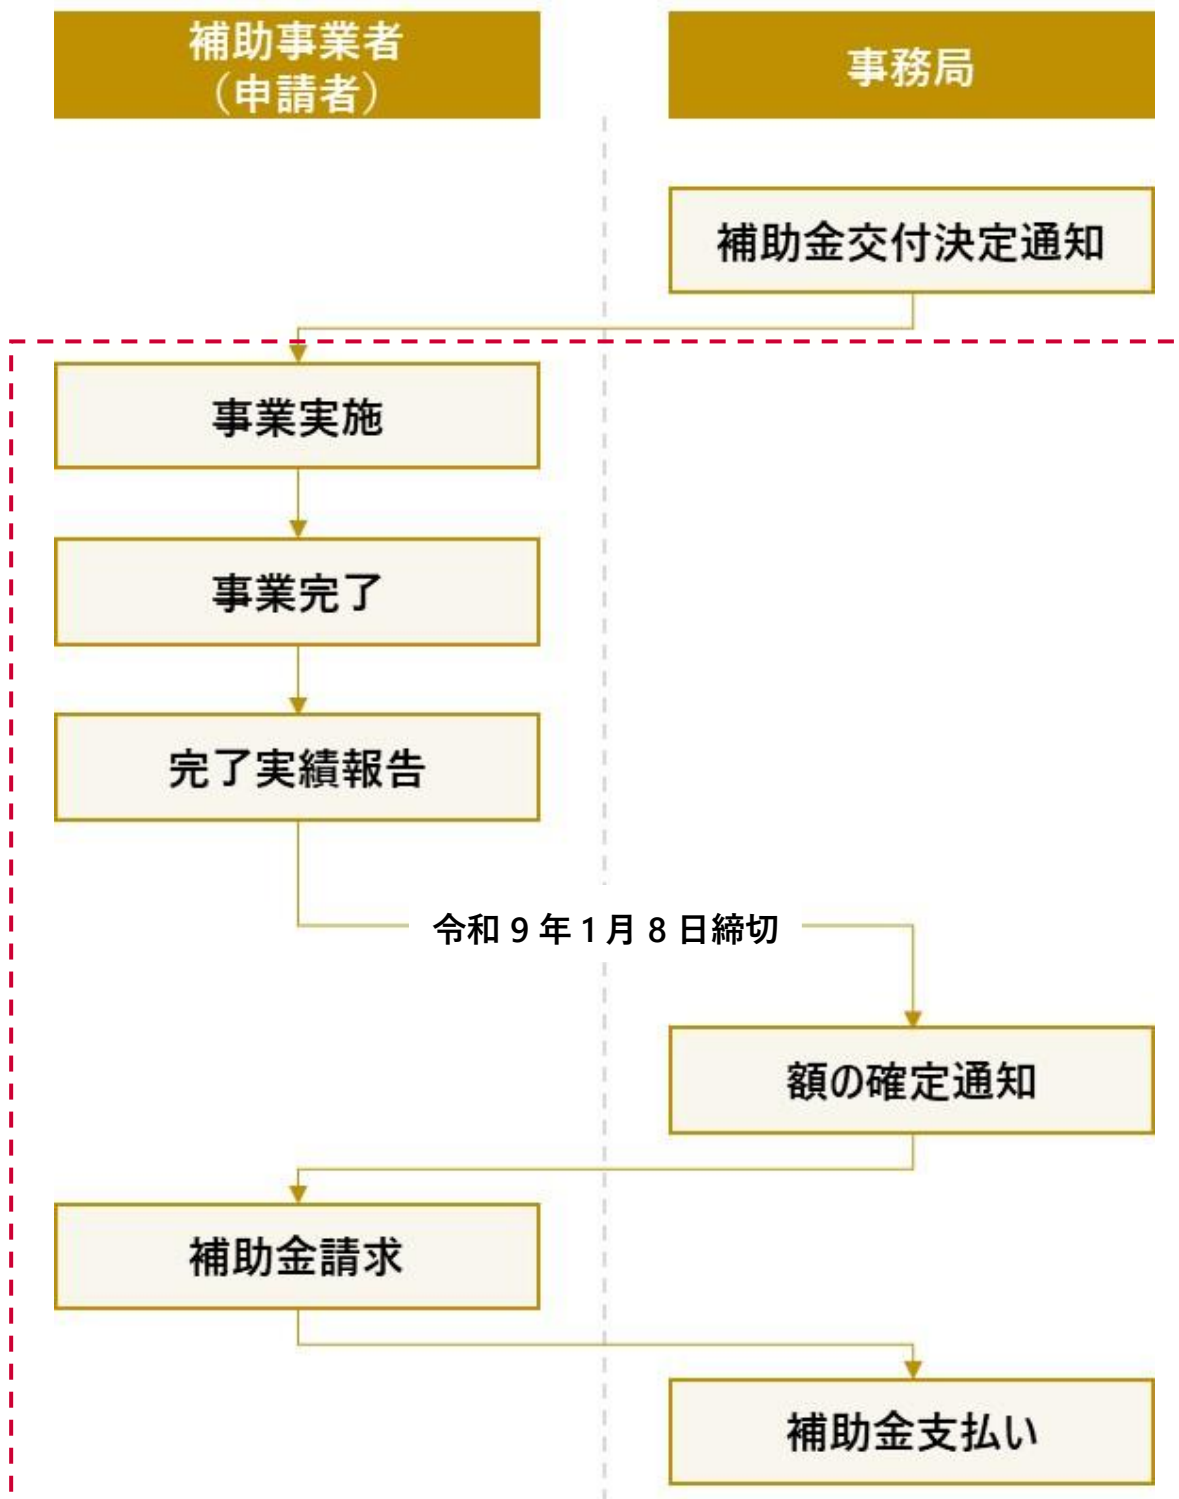 補助事業者
（申請者）
事務局
補助金交付決定通知
事業実施
事業完了
完了実績報告
令和 9 年 1 月 8 日締切
額の確定通知
補助金請求
補助金支払い